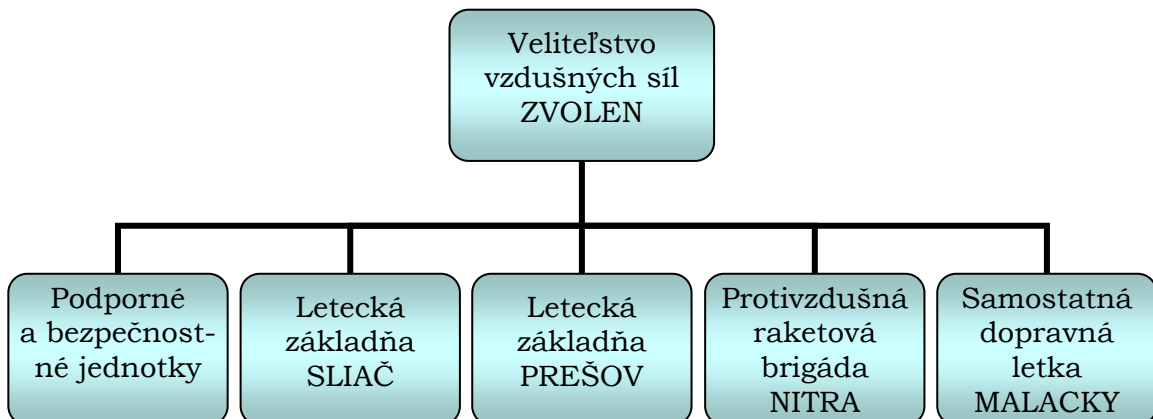 Veliteľstvo
vzdušných síl
ZVOLEN
Podporné
a bezpečnost-
né jednotky
Letecká
základňa
SLIAČ
Letecká
základňa
PREŠOV
Protivzdušná
raketová
brigáda
NITRA
Samostatná
dopravná
letka
MALACKY